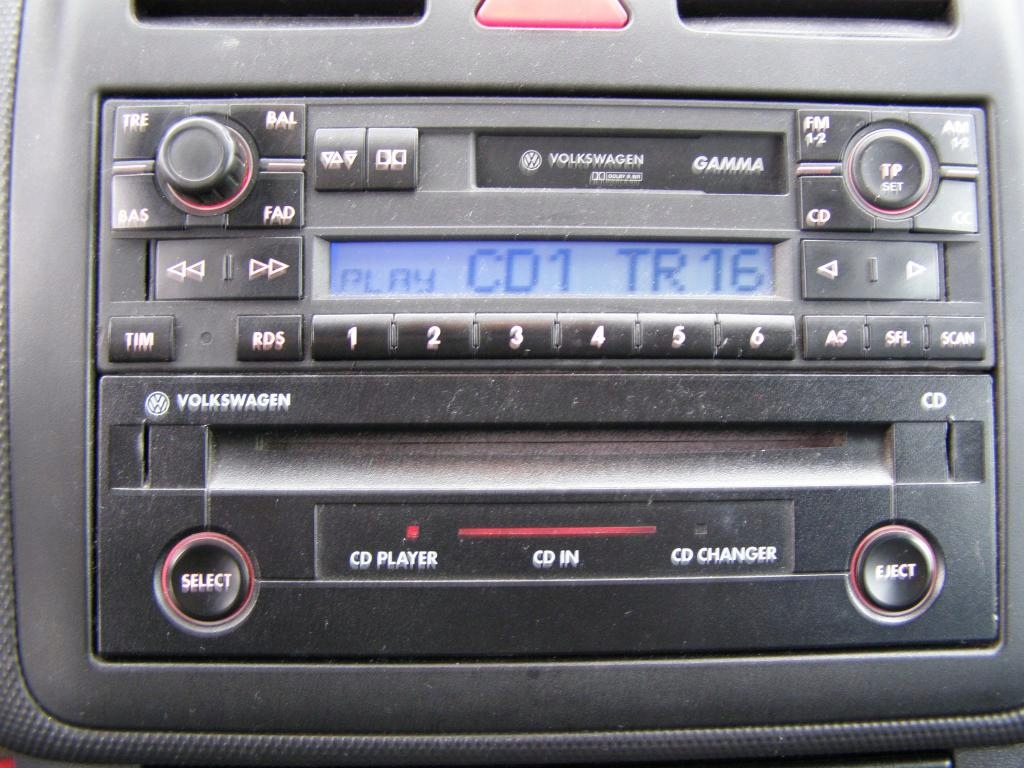 TRE
BAL
BAS
FAD
VOLKSWAGEN
GAMMA
DOLBY B NR
FM
1-2
AM
1-2
TP
SET
CD
CC
PLAY CD1 TR16
TIM
RDS
1 2 3 4 5 6
AS
SFL
SCAN
VOLKSWAGEN
CD
CD PLAYER
CD IN
CD CHANGER
SELECT
EJECT